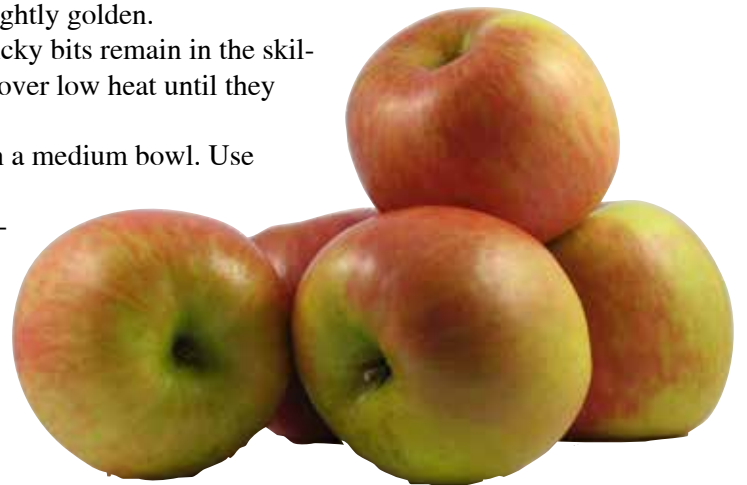 ghtly golden.
cky bits remain in the skil-
over low heat until they
a medium bowl. Use
-